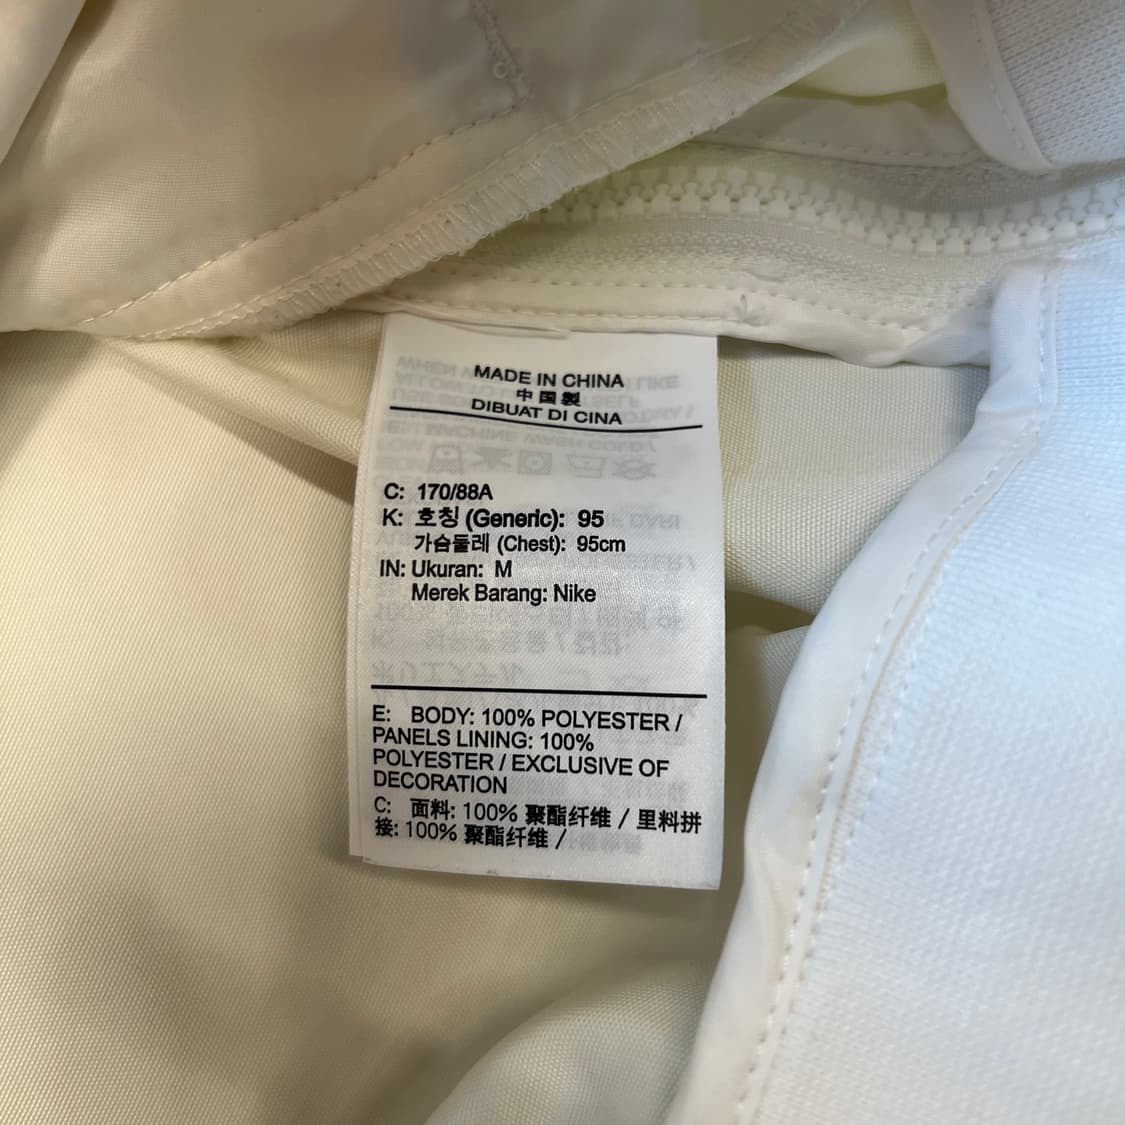 MADE IN CHINA
中国製
DIBUAT DI CINA
C: 170/88A
K: 호칭 (Generic): 95
가슴둘레 (Chest): 95cm
IN: Ukuran: M
Merek Barang: Nike
E: BODY: 100% POLYESTER /
PANELS LINING: 100%
POLYESTER / EXCLUSIVE OF
DECORATION
C: 面料: 100% 聚酯纤维 / 里料拼
接: 100% 聚酯纤维 /